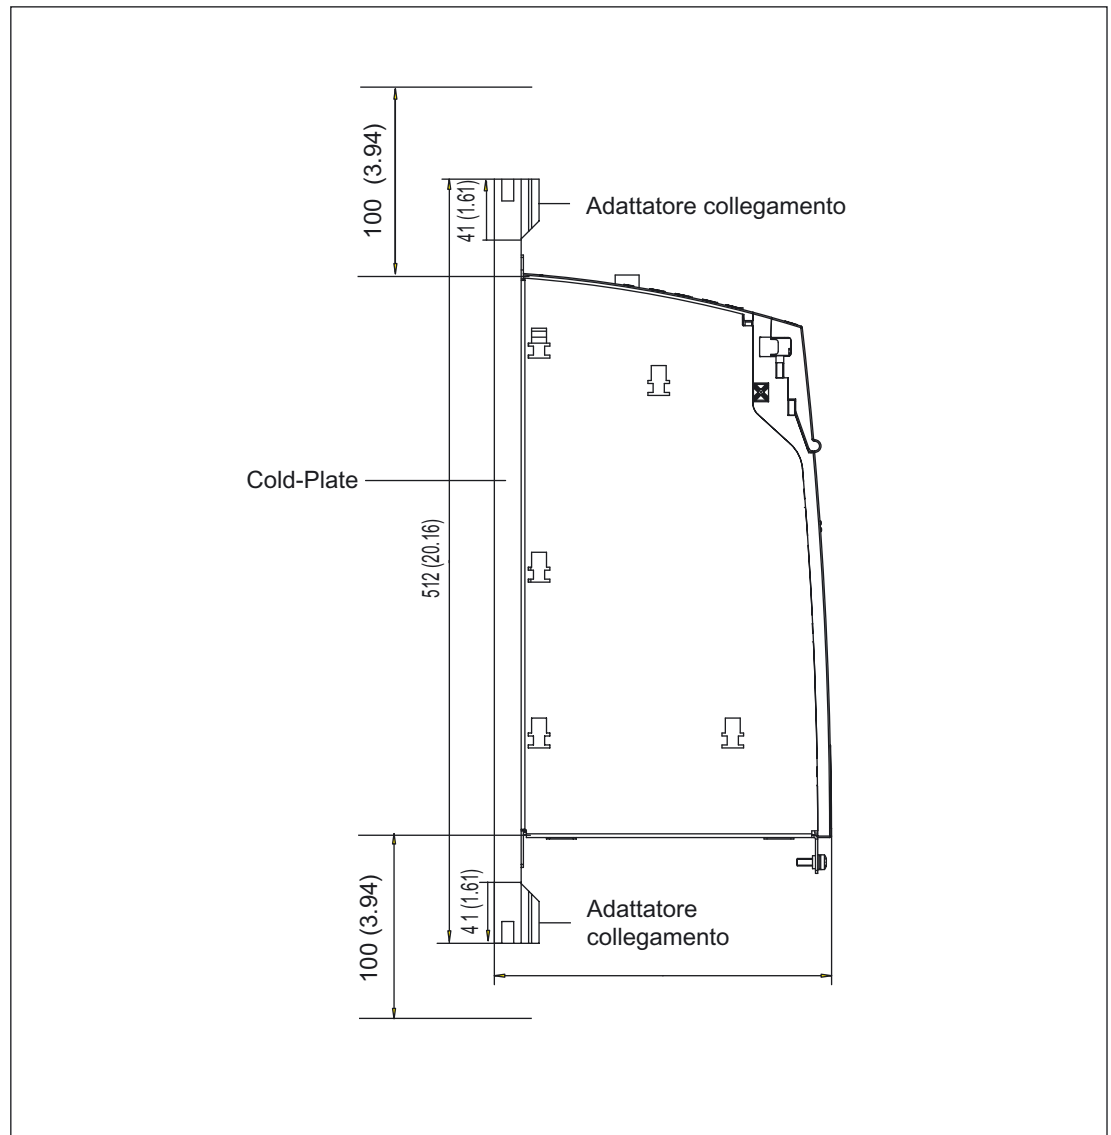 100 (3.94)
41 (1.61)
Adattatore collegamento
Cold-Plate
512 (20.16)
41 (1.61)
Adattatore
collegamento
100 (3.94)